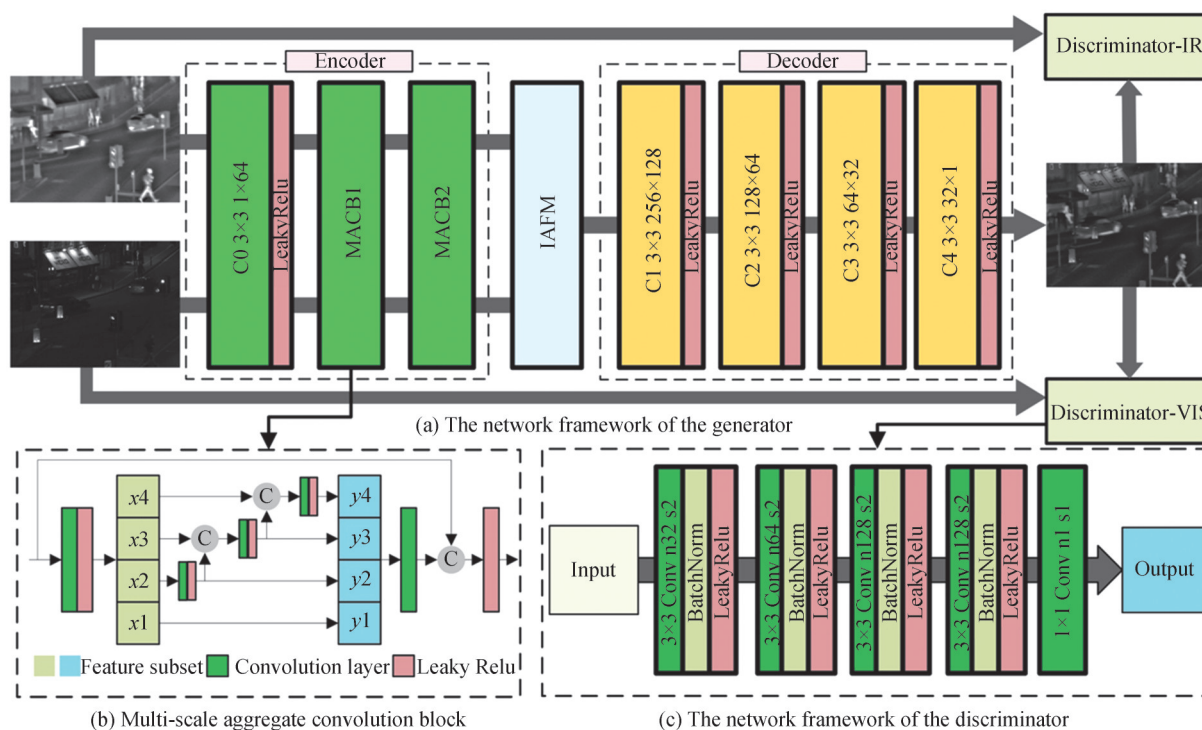 Encoder
Decoder
Discriminator-IR
C0 3×3 1×64
LeakyRelu
MACB1
MACB2
IAFM
C1 3×3 256×128
LeakyRelu
C2 3×3 128×64
LeakyRelu
C3 3×3 64×32
LeakyRelu
C4 3×3 32×1
LeakyRelu
Discriminator-VIS
(a) The network framework of the generator
x4
x3
x2
x1
C
C
y4
y3
y2
y1
C
Feature subset
Convolution layer
Leaky Relu
(b) Multi-scale aggregate convolution block
Input
3×3 Conv n32 s2
BatchNorm
LeakyRelu
3×3 Conv n64 s2
BatchNorm
LeakyRelu
3×3 Conv n128 s2
BatchNorm
LeakyRelu
3×3 Conv n128 s2
BatchNorm
LeakyRelu
1×1 Conv n1 s1
Output
(c) The network framework of the discriminator